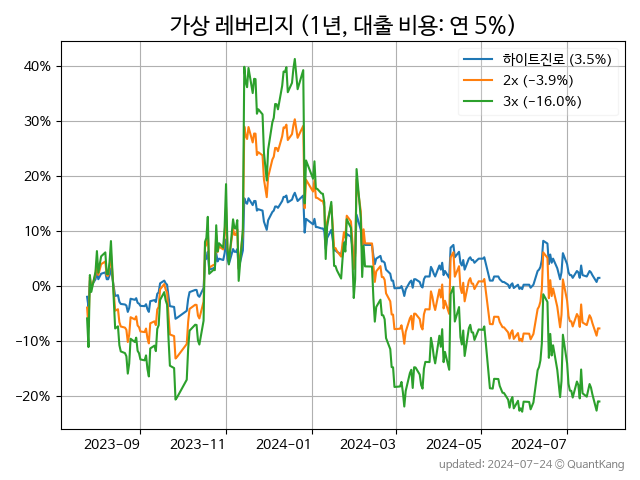 가상 레버리지 (1년, 대출 비용: 연 5%)
하이트진로 (3.5%)
2x (−3.9%)
3x (−16.0%)
40%
30%
20%
10%
0%
−10%
−20%
2023−09
2023−11
2024−01
2024−03
2024−05
2024−07
updated: 2024-07-24 © QuantKang